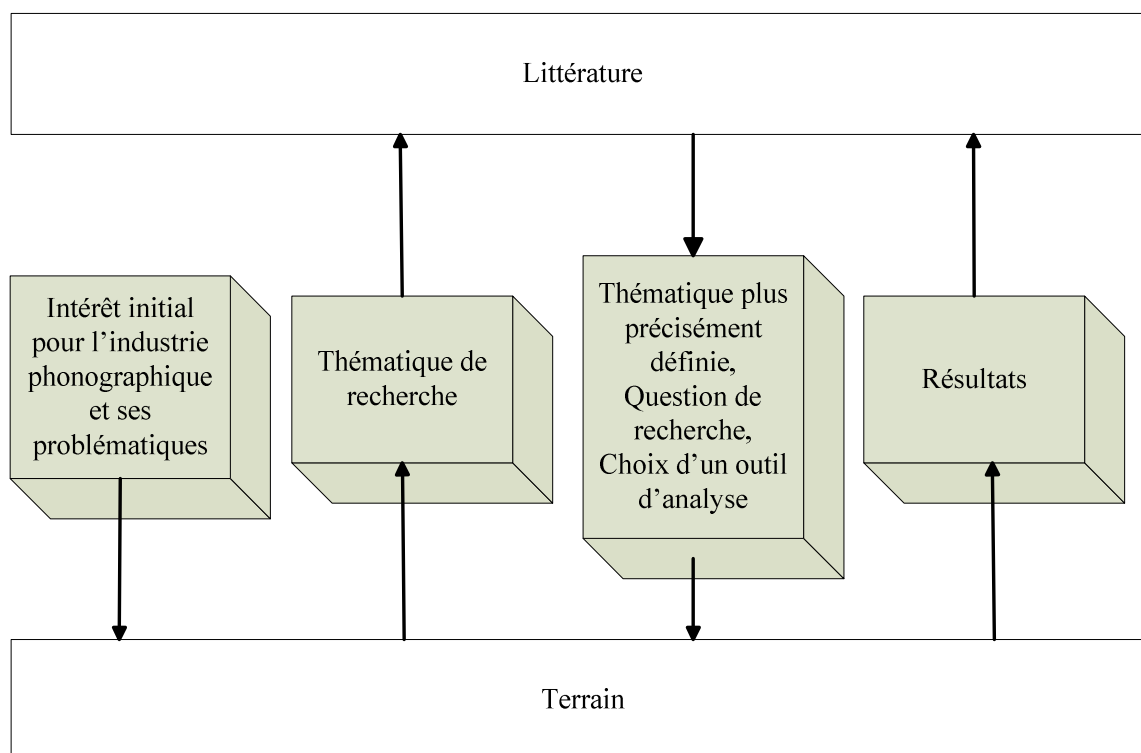 Littérature
Intérêt initial
pour l’industrie
phonographique
et ses
problématiques
Thématique de
recherche
Thématique plus
précisément
définie,
Question de
recherche,
Choix d’un outil
d’analyse
Résultats
Terrain